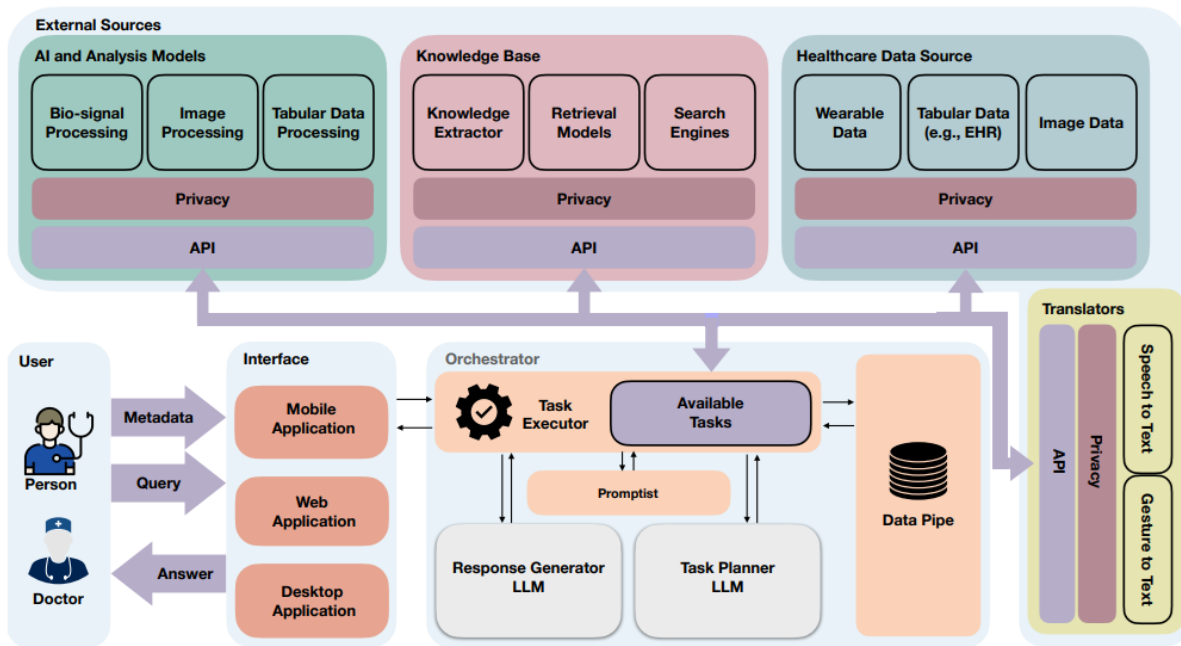 External Sources
AI and Analysis Models
Bio-signal
Processing
Image
Processing
Tabular Data
Processing
Privacy
API
Knowledge Base
Knowledge
Extractor
Retrieval
Models
Search
Engines
Privacy
API
Healthcare Data Source
Wearable
Data
Tabular Data
(e.g., EHR)
Image Data
Privacy
API
User
Person
Doctor
Metadata
Query
Answer
Interface
Mobile
Application
Web
Application
Desktop
Application
Orchestrator
Task
Executor
Available
Tasks
Promptist
Response Generator
LLM
Task Planner
LLM
Data Pipe
Translators
API
Privacy
Speech to Text
Gesture to Text